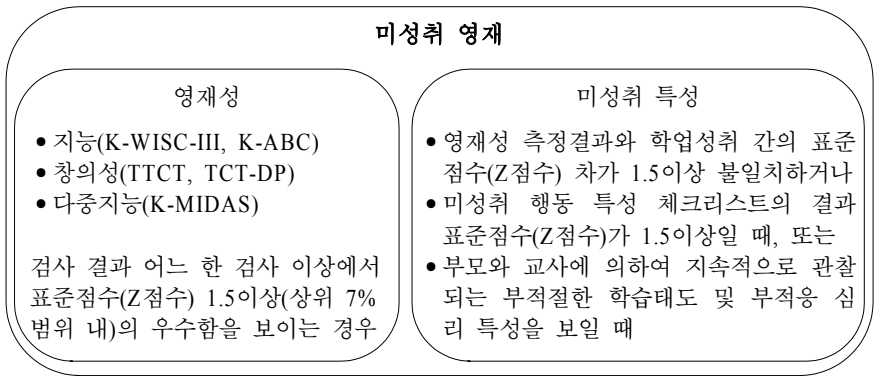 미성취 영재
영재성
• 지능(K-WISC-III, K-ABC)
• 창의성(TTCT, TCT-DP)
• 다중지능(K-MIDAS)
검사 결과 어느 한 검사 이상에서
표준점수(Z점수) 1.5이상(상위 7%
범위 내)의 우수함을 보이는 경우
미성취 특성
• 영재성 측정결과와 학업성취 간의 표준
점수(Z점수) 차가 1.5이상 불일치하거나
• 미성취 행동 특성 체크리스트의 결과
표준점수(Z점수)가 1.5이상일 때, 또는
• 부모와 교사에 의하여 지속적으로 관찰
되는 부적절한 학습태도 및 부적응 심
리 특성을 보일 때